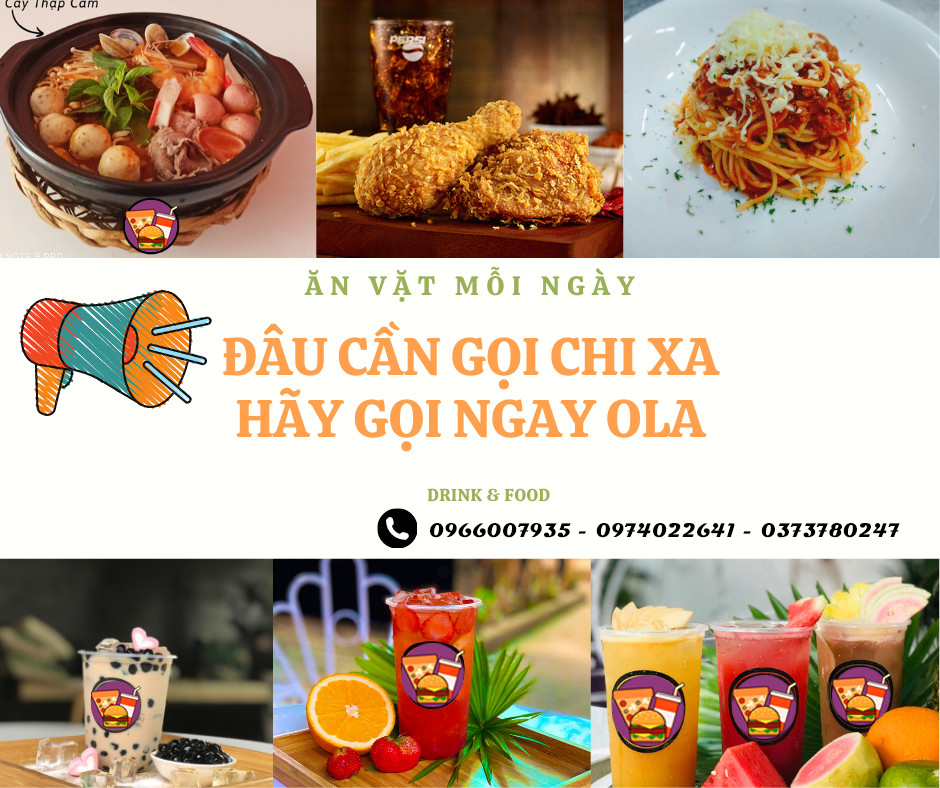 Cay Thập Cẩm
PEPSI
ĂN VẶT MỖI NGÀY
ĐÂU CẦN GỌI CHI XA
HÃY GỌI NGAY OLA
DRINK & FOOD
0966007935 - 0974022641 - 0373780247